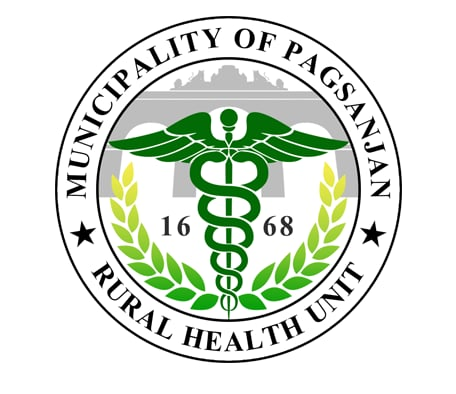 MUNICIPALITY OF PAGSANJAN
16 68
RURAL HEALTH UNIT